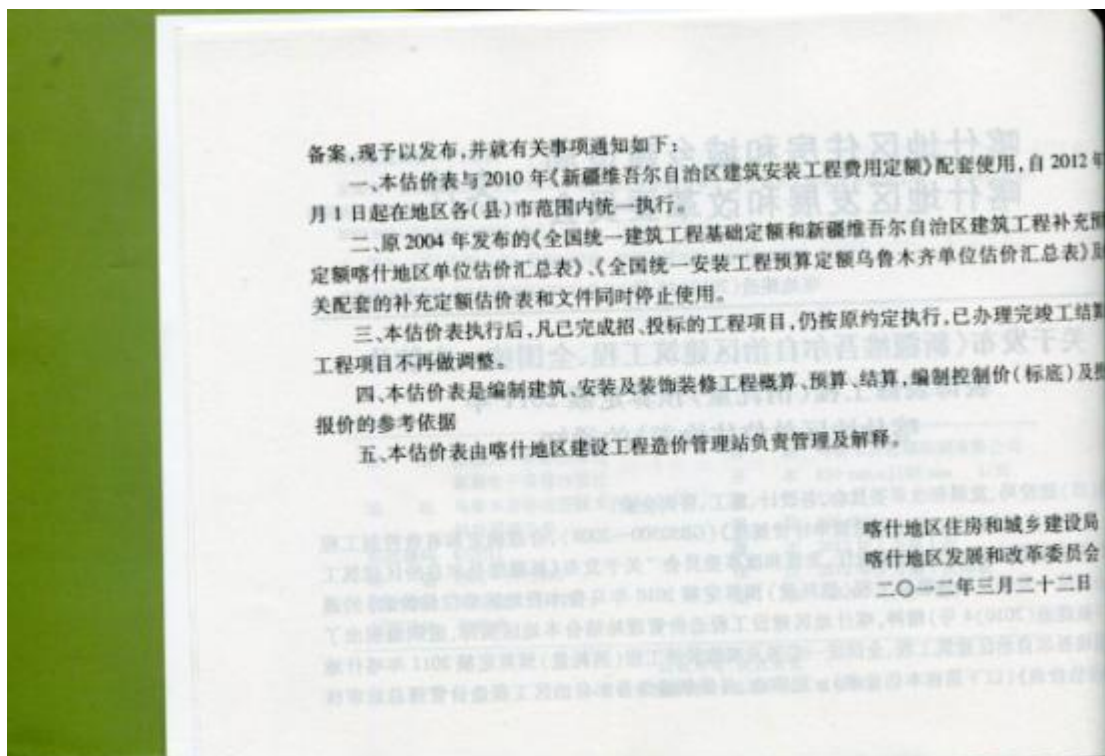 备案,现予以发布,并就有关事项通知如下:
一、本估价表与2010年《新疆维吾尔自治区建筑安装工程费用定额》配套使用,自2012年
月1日起在地区各(县)市范围内统一执行。
二、原2004年发布的《全国统一建筑工程基础定额和新疆维吾尔自治区建筑工程补充预
定额喀什地区单位估价汇总表》、《全国统一安装工程预算定额乌鲁木齐单位估价汇总表》及
关配套的补充定额估价表和文件同时停止使用。
三、本估价表执行后,凡已完成招、投标的工程项目,仍按原约定执行,已办理完竣工结算
工程项目不再做调整。
四、本估价表是编制建筑、安装及装饰装修工程概算、预算、结算,编制控制价(标底)及
报价的参考依据
五、本估价表由喀什地区建设工程造价管理站负责管理及解释。
喀什地区住房和城乡建设局
喀什地区发展和改革委员会
二〇一二年三月二十二日